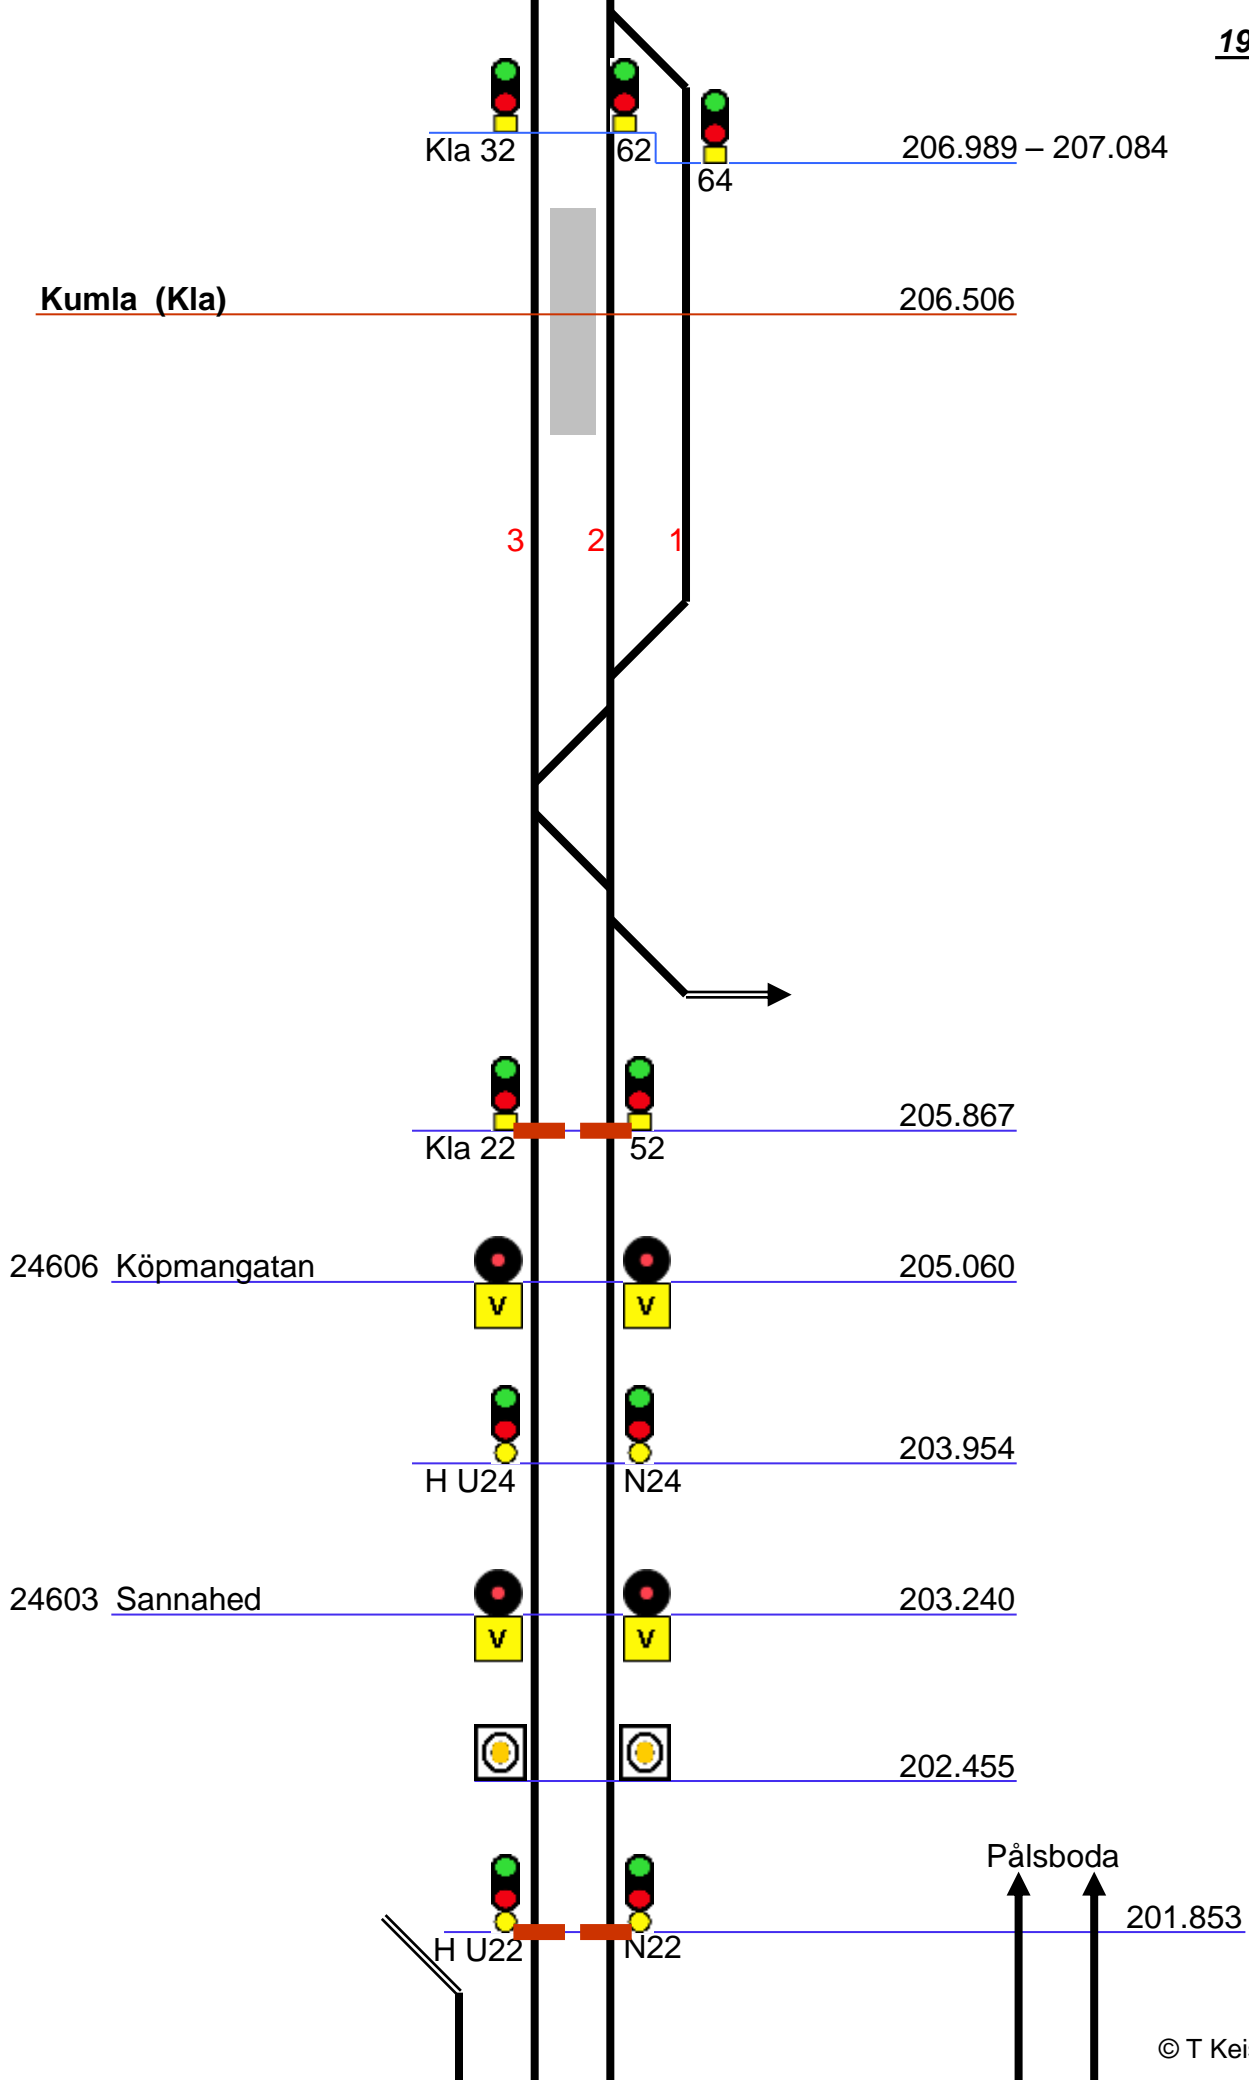 19
Kla 32 62 206.989 – 207.084
64
Kumla (Kla) 206.506
3 2 1
205.867
Kla 22 52
24606 Köpmangatan 205.060
V V
203.954
H U24 N24
24603 Sannahed 203.240
V V
202.455
Pålsboda
201.853
H U22 N22
© T Kei